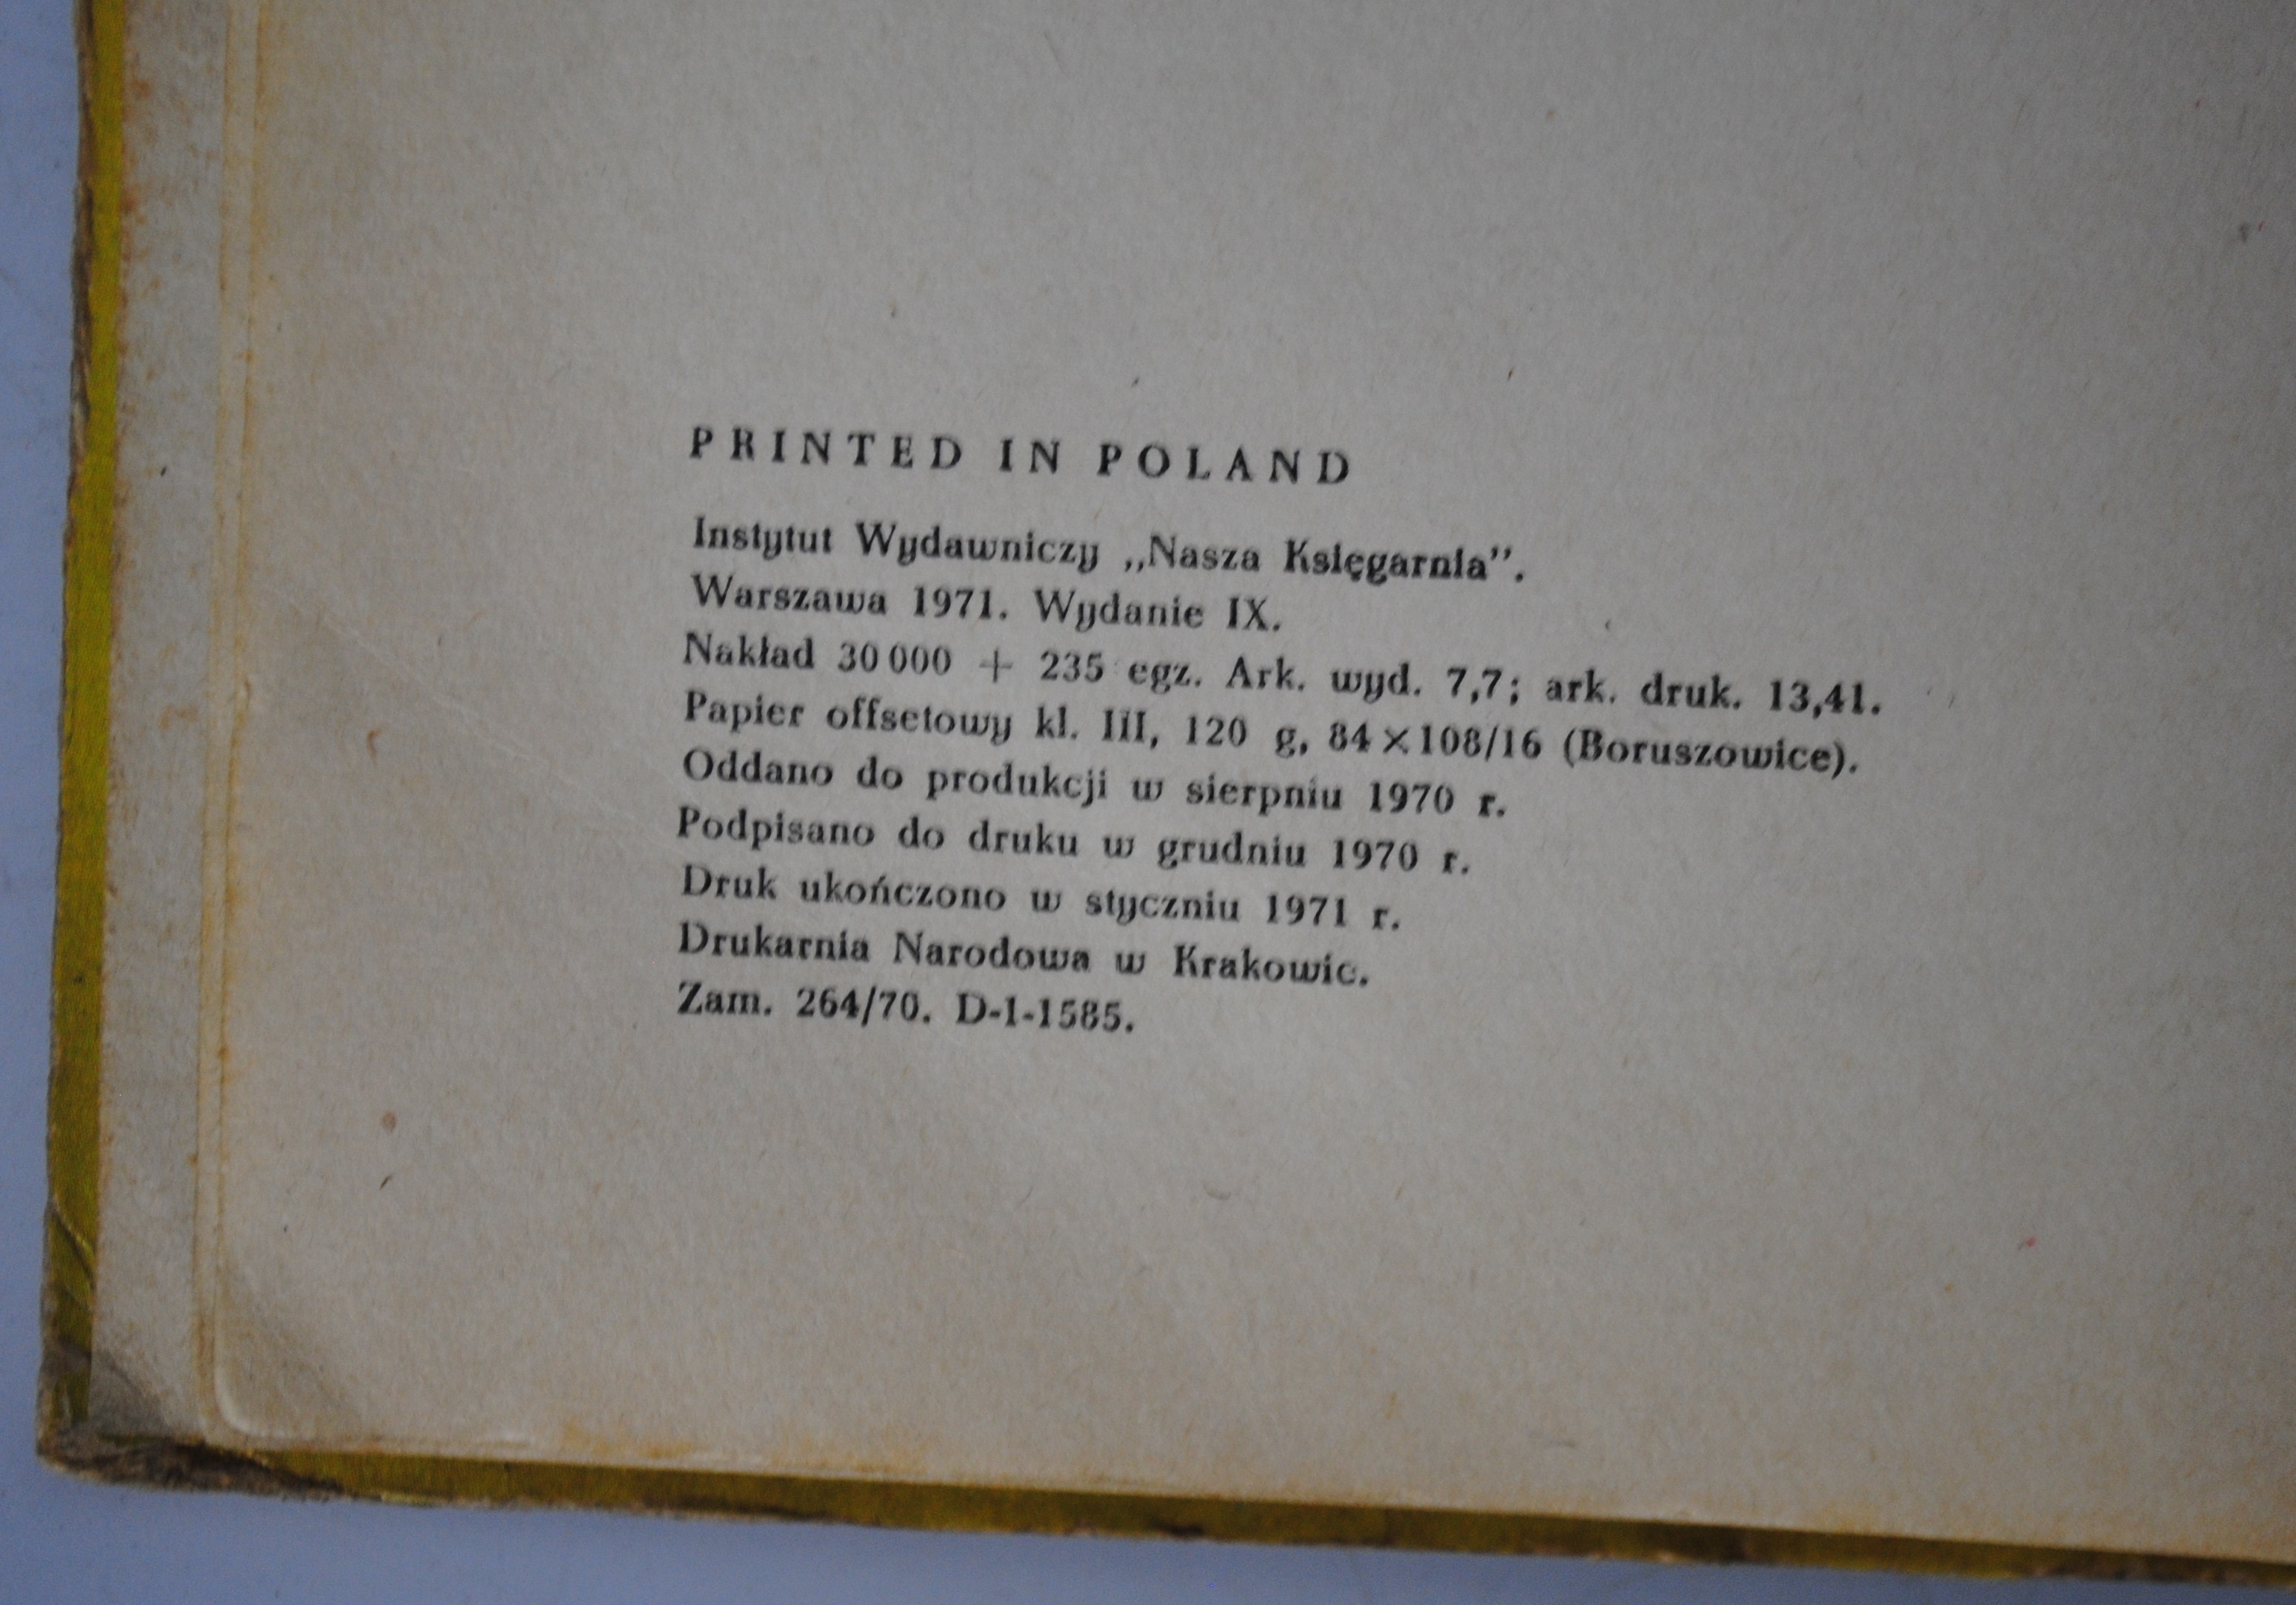 PRINTED IN POLAND
Instytut Wydawniczy „Nasza Księgarnia”.
Warszawa 1971. Wydanie IX.
Nakład 30 000 + 235 egz. Ark. wyd. 7,7; ark. druk. 13,41.
Papier offsetowy kl. III, 120 g, 84×108/16 (Boruszowice).
Oddano do produkcji w sierpniu 1970 r.
Podpisano do druku w grudniu 1970 r.
Druk ukończono w styczniu 1971 r.
Drukarnia Narodowa w Krakowie.
Zam. 264/70. D-1-1585.